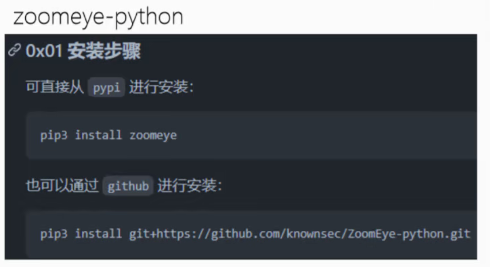 zoomeye-python
0x01 安装步骤
可直接从 pypi 进行安装：
pip3 install zoomeye
也可以通过 github 进行安装：
pip3 install git+https://github.com/knownsec/ZoomEye-python.git